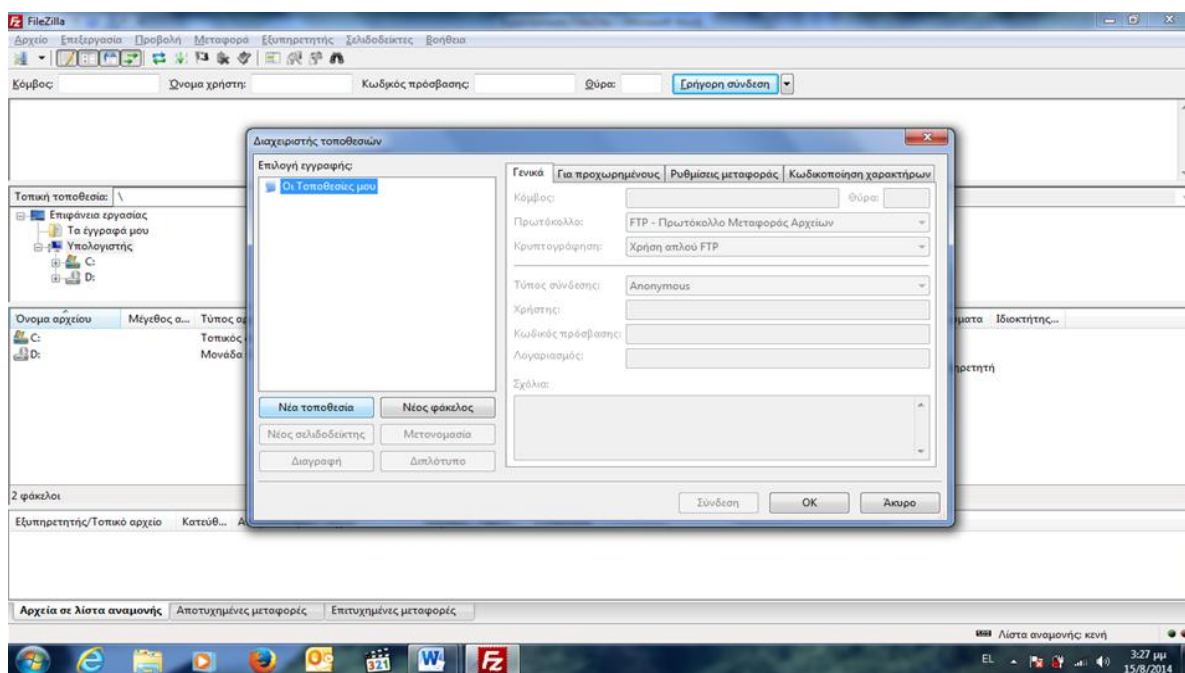 FileZilla
Αρχείο Επεξεργασία Προβολή Μεταφορά Εξυπηρετητής Σελιδοδείκτες Βοήθεια
Κόμβος: Όνομα χρήστη: Κωδικός πρόσβασης: Θύρα: Γρήγορη σύνδεση
Διαχειριστής τοποθεσιών
Επιλογή εγγραφής:
Οι Τοποθεσίες μου
Γενικά Για προχωρημένους Ρυθμίσεις μεταφοράς Κωδικοποίηση χαρακτήρων
Κόμβος: Θύρα:
Πρωτόκολλο: FTP - Πρωτόκολλο Μεταφοράς Αρχείων
Κρυπτογράφηση: Χρήση απλού FTP
Τύπος σύνδεσης: Anonymous
Χρήστης:
Κωδικός πρόσβασης:
Λογαριασμός:
Σχόλια:
Νέα τοποθεσία Νέος φάκελος
Νέος σελιδοδείκτης Μετονομασία
Διαγραφή Διπλότυπο
Σύνδεση OK Άκυρο
Τοπική τοποθεσία: \
Επιφάνεια εργασίας
Τα έγγραφά μου
Υπολογιστής
C:
D:
Όνομα αρχείου Μέγεθος α... Τύπος Ιδιοκτήτης...
C: Τοπικός
D: Μονάδα
2 φάκελοι
Εξυπηρετητής/Τοπικό αρχείο Κατεύθ...
Αρχεία σε λίστα αναμονής Αποτυχημένες μεταφορές Επιτυχημένες μεταφορές
Λίστα αναμονής: κενή
EL 3:27 μμ
15/8/2014